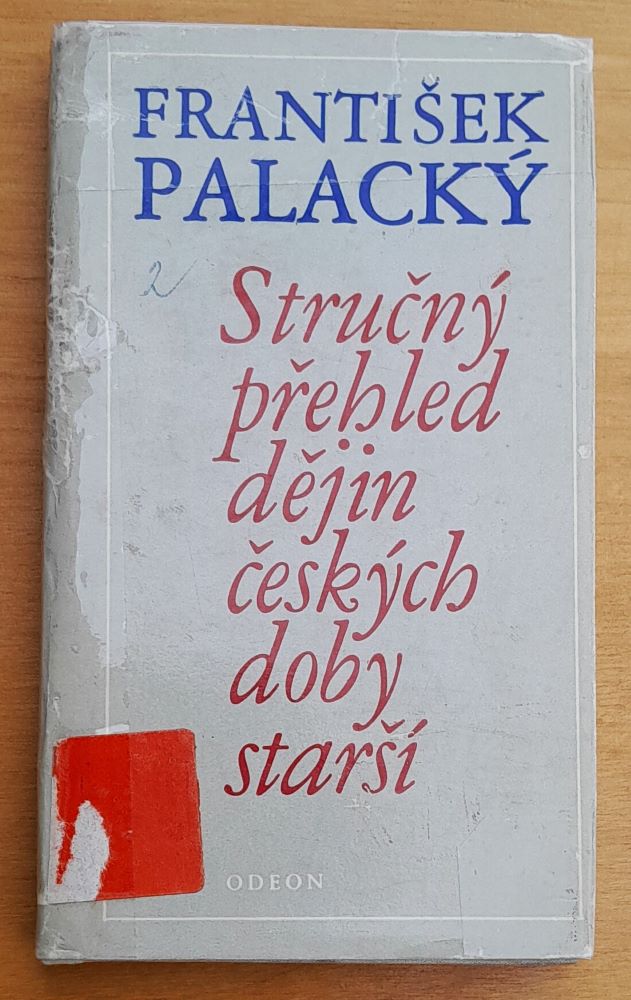 FRANTIŠEK
PALACKÝ
2
Stručný
přehled
dějin
českých
doby
starší
ODEON